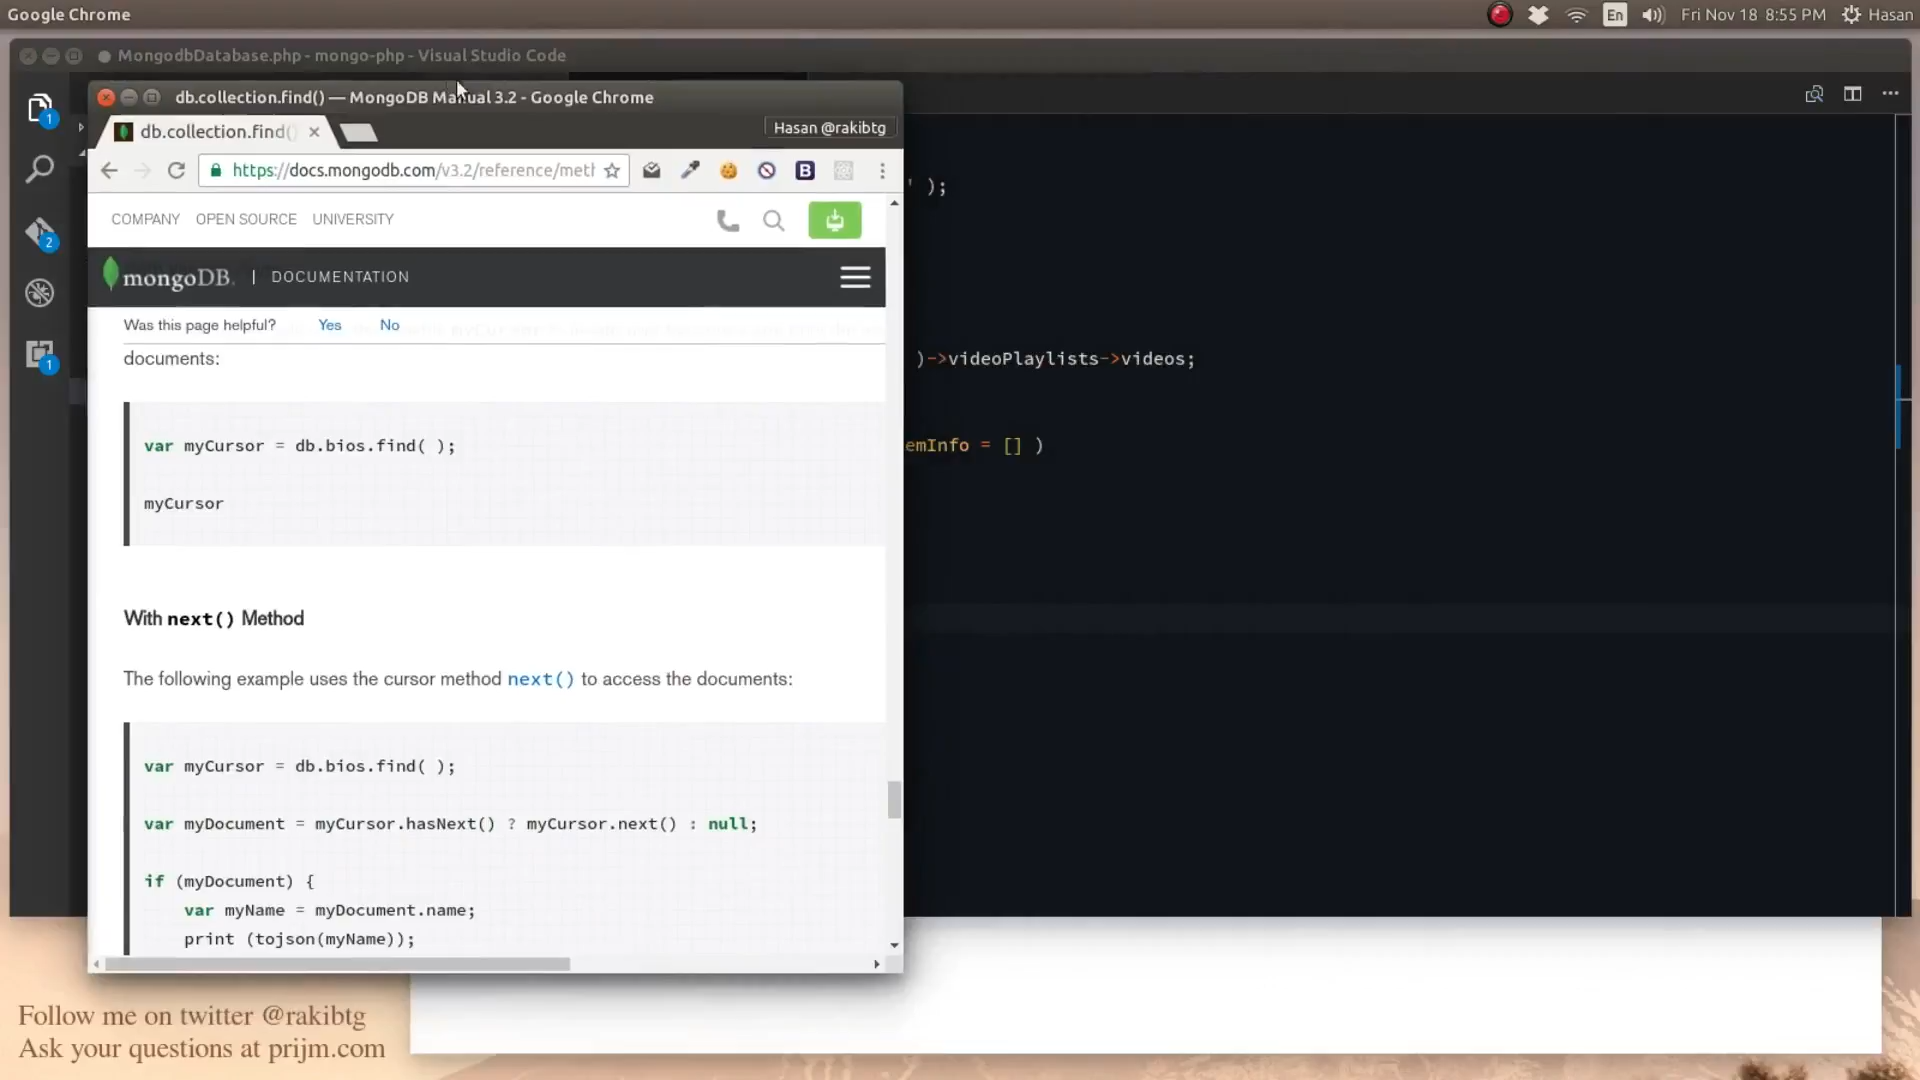 Google Chrome
En
Fri Nov 18 8:55 PM
Hasan
MongodbDatabase.php - mongo-php - Visual Studio Code
db.collection.find() — MongoDB Manual 3.2 - Google Chrome
db.collection.find()
Hasan @rakibtg
https://docs.mongodb.com/v3.2/reference/meth
B
COMPANY OPEN SOURCE UNIVERSITY
mongoDB. | DOCUMENTATION
Was this page helpful? Yes No
documents:
var myCursor = db.bios.find( );
myCursor
With next() Method
The following example uses the cursor method next() to access the documents:
var myCursor = db.bios.find( );
var myDocument = myCursor.hasNext() ? myCursor.next() : null;
if (myDocument) {
var myName = myDocument.name;
print (tojson(myName));
1
2
1
' );
)->videoPlaylists->videos;
emInfo = [] )
Follow me on twitter @rakibtg
Ask your questions at prijm.com